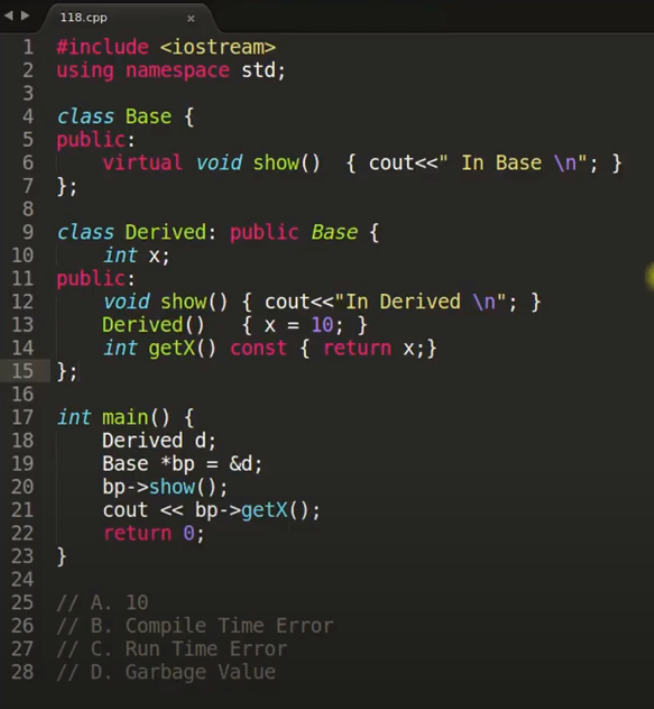 118.cpp ×
1 #include <iostream>
2 using namespace std;
3
4 class Base {
5 public:
6     virtual void show()  { cout<<" In Base \n"; }
7 };
8
9 class Derived: public Base {
10     int x;
11 public:
12     void show() { cout<<"In Derived \n"; }
13     Derived()   { x = 10; }
14     int getX() const { return x;}
15 };
16
17 int main() {
18     Derived d;
19     Base *bp = &d;
20     bp->show();
21     cout << bp->getX();
22     return 0;
23 }
24
25 // A. 10
26 // B. Compile Time Error
27 // C. Run Time Error
28 // D. Garbage Value